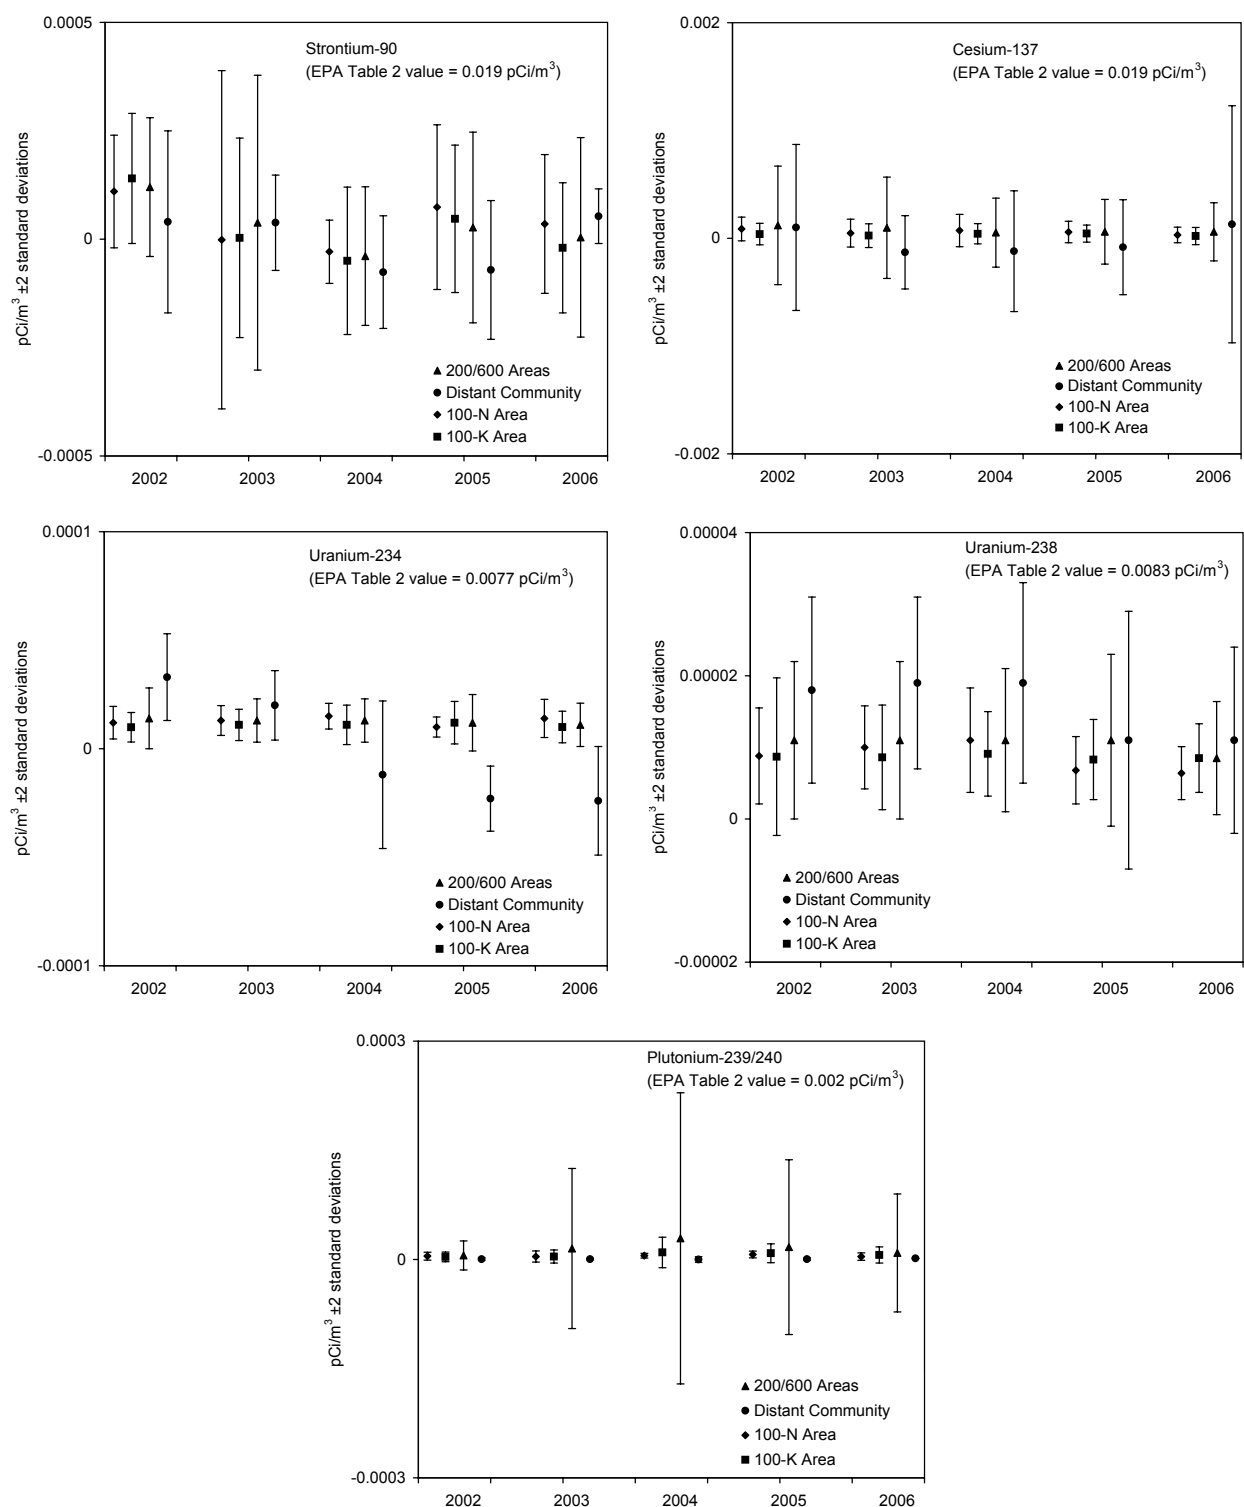 0.0005
Strontium-90
(EPA Table 2 value = 0.019 pCi/m³)
pCi/m³ ±2 standard deviations
0
200/600 Areas
Distant Community
100-N Area
100-K Area
-0.0005
2002 2003 2004 2005 2006
0.002
Cesium-137
(EPA Table 2 value = 0.019 pCi/m³)
pCi/m³ ±2 standard deviations
0
200/600 Areas
Distant Community
100-N Area
100-K Area
-0.002
2002 2003 2004 2005 2006
0.0001
Uranium-234
(EPA Table 2 value = 0.0077 pCi/m³)
pCi/m³ ±2 standard deviations
0
200/600 Areas
Distant Community
100-N Area
100-K Area
-0.0001
2002 2003 2004 2005 2006
0.00004
Uranium-238
(EPA Table 2 value = 0.0083 pCi/m³)
0.00002
pCi/m³ ±2 standard deviations
0
200/600 Areas
Distant Community
100-N Area
100-K Area
-0.00002
2002 2003 2004 2005 2006
0.0003
Plutonium-239/240
(EPA Table 2 value = 0.002 pCi/m³)
pCi/m³ ±2 standard deviations
0
200/600 Areas
Distant Community
100-N Area
100-K Area
-0.0003
2002 2003 2004 2005 2006